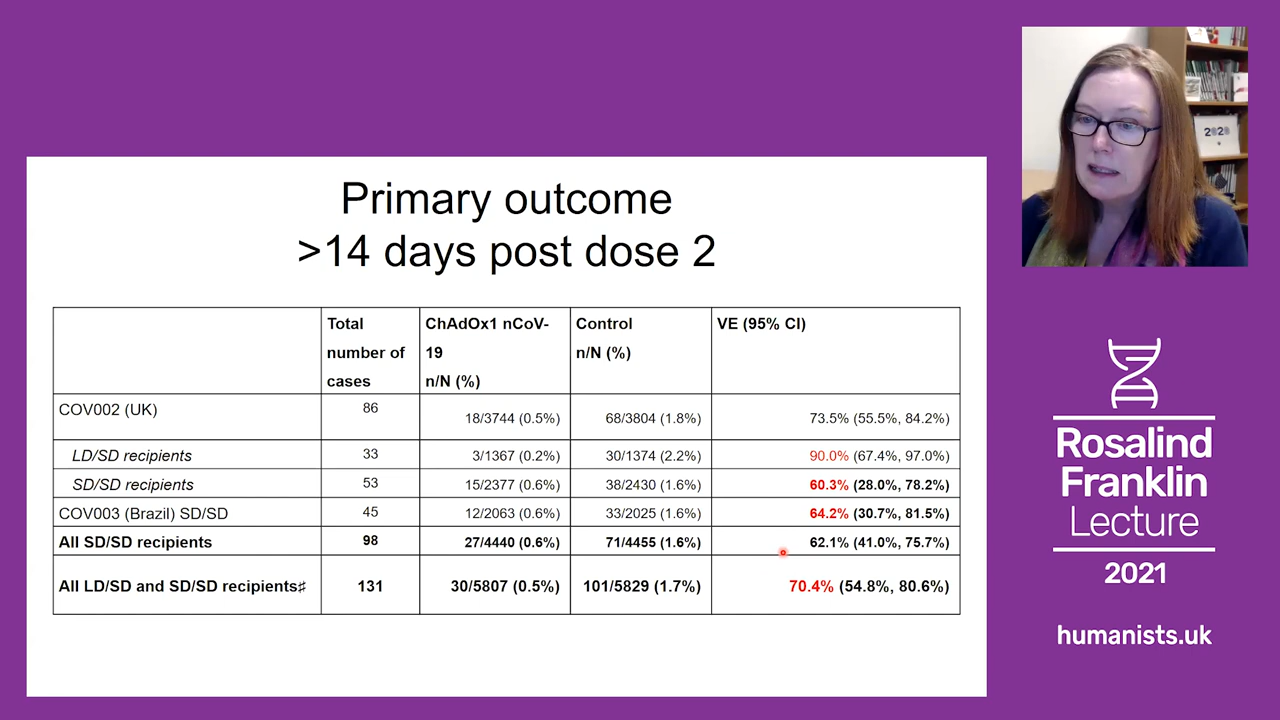 2020
Primary outcome
>14 days post dose 2
Total number of cases
ChAdOx1 nCoV-19 n/N (%)
Control n/N (%)
VE (95% CI)
COV002 (UK) 86 18/3744 (0.5%) 68/3804 (1.8%) 73.5% (55.5%, 84.2%)
LD/SD recipients 33 3/1367 (0.2%) 30/1374 (2.2%) 90.0% (67.4%, 97.0%)
SD/SD recipients 53 15/2377 (0.6%) 38/2430 (1.6%) 60.3% (28.0%, 78.2%)
COV003 (Brazil) SD/SD 45 12/2063 (0.6%) 33/2025 (1.6%) 64.2% (30.7%, 81.5%)
All SD/SD recipients 98 27/4440 (0.6%) 71/4455 (1.6%) 62.1% (41.0%, 75.7%)
All LD/SD and SD/SD recipients♯ 131 30/5807 (0.5%) 101/5829 (1.7%) 70.4% (54.8%, 80.6%)
Rosalind
Franklin
Lecture
2021
humanists.uk